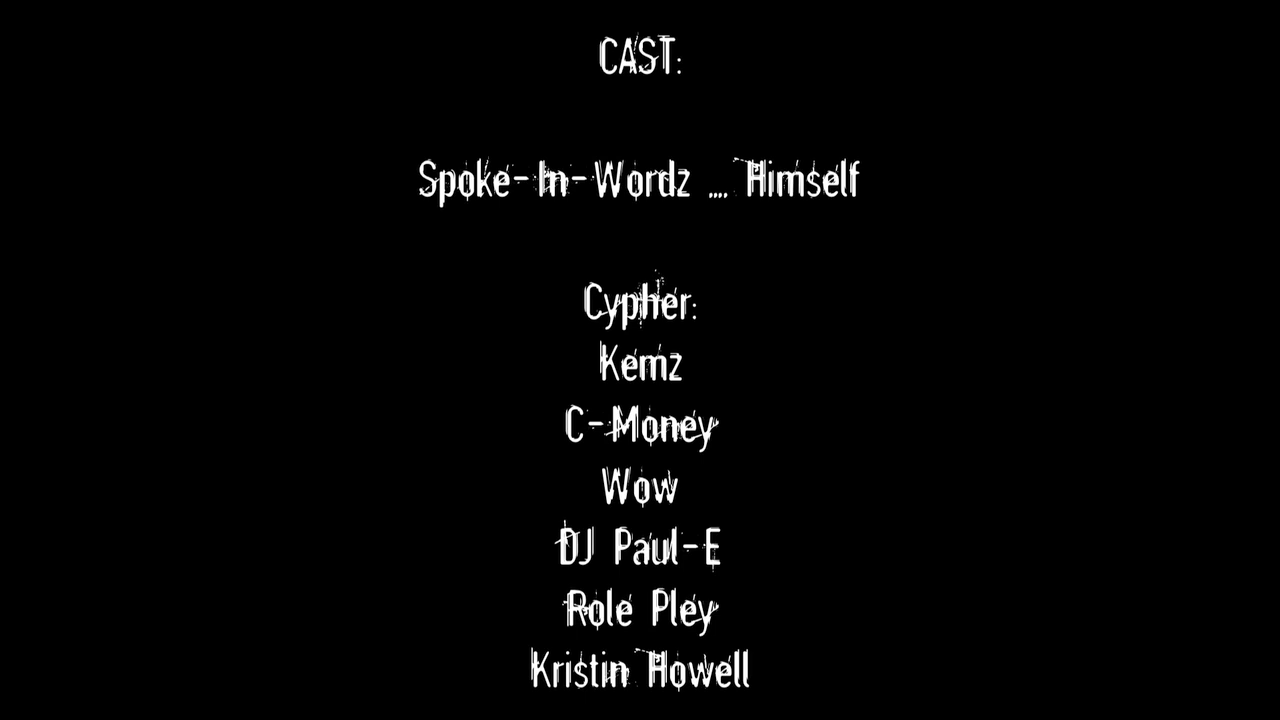 CAST:
Spoke-In-Wordz .... Himself
Cypher:
Kemz
C-Money
Wow
DJ Paul-E
Role Pley
Kristin Howell